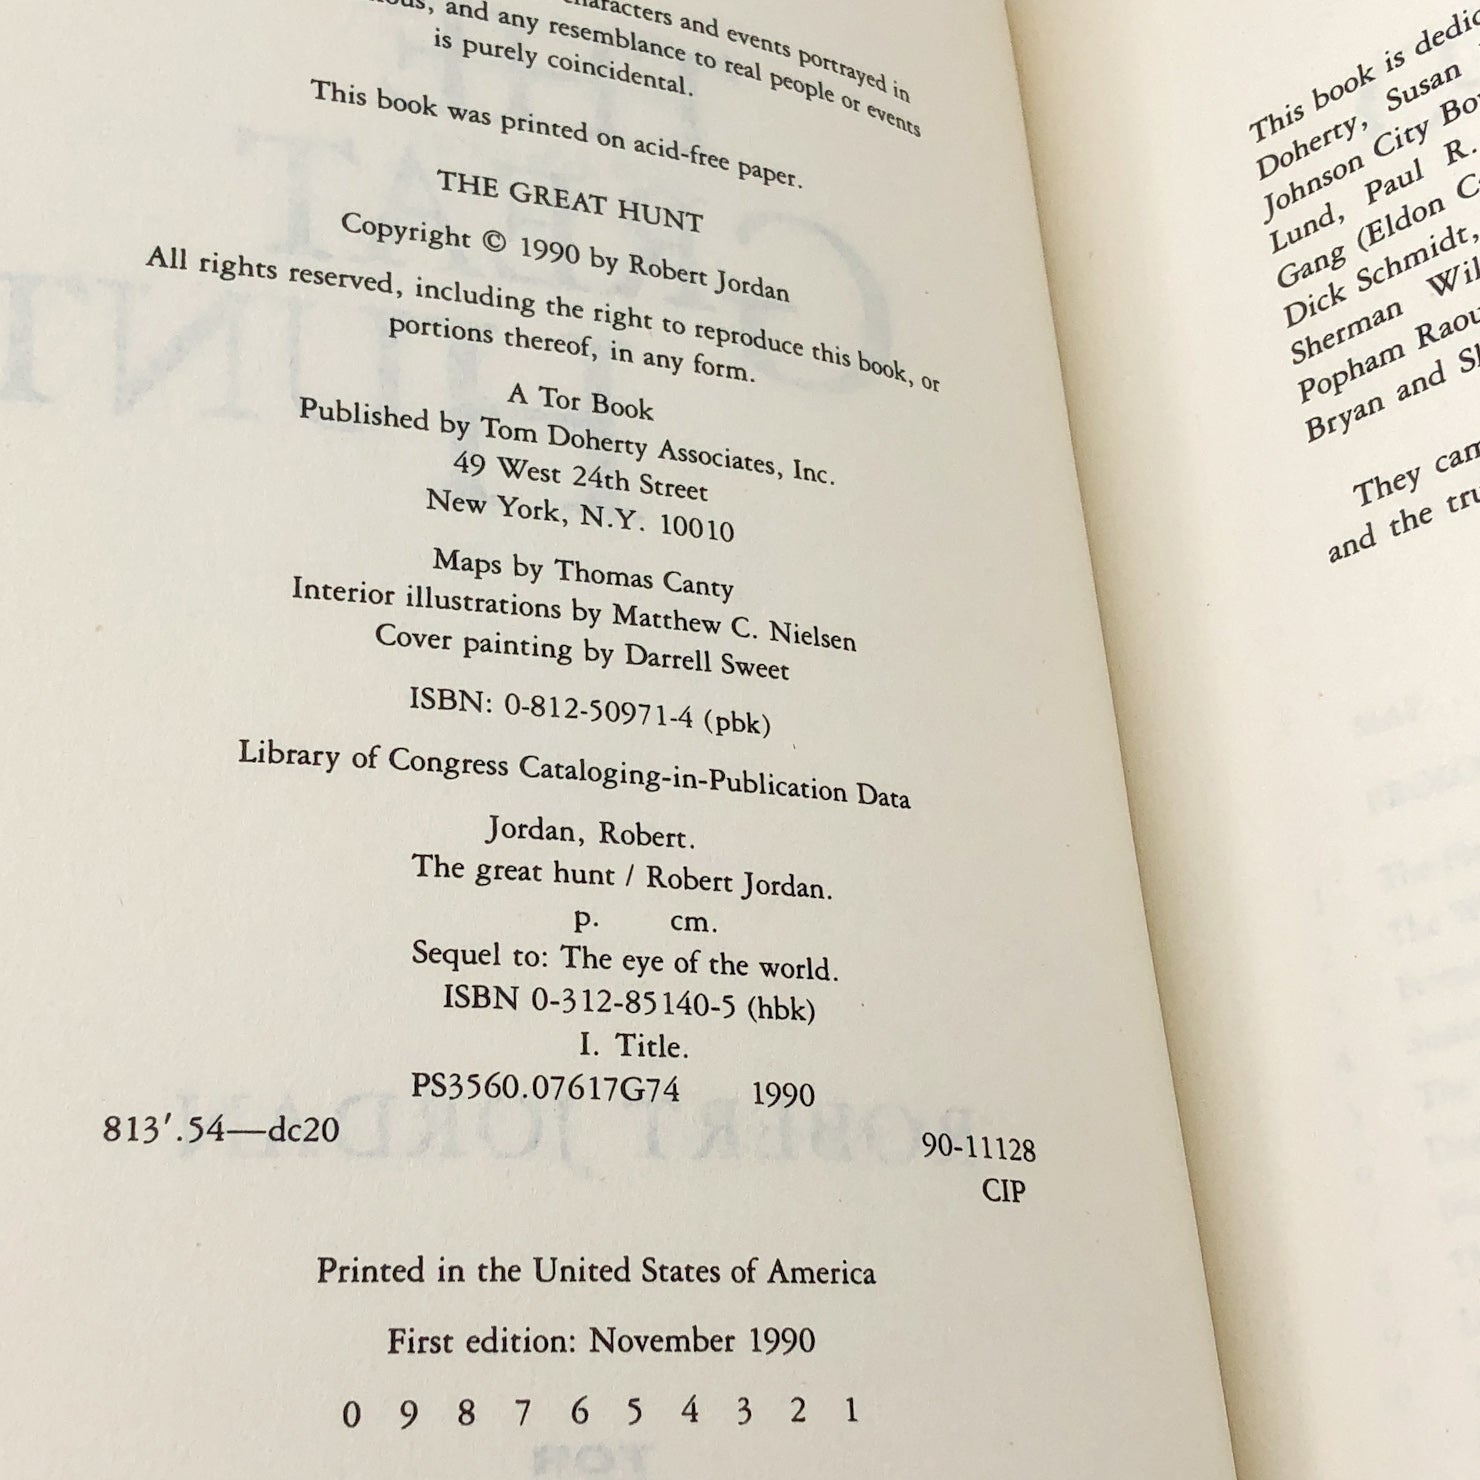 characters and events portrayed in
and any resemblance to real people or events
is purely coincidental.
This book was printed on acid-free paper.
THE GREAT HUNT
Copyright © 1990 by Robert Jordan
All rights reserved, including the right to reproduce this book, or
portions thereof, in any form.
A Tor Book
Published by Tom Doherty Associates, Inc.
49 West 24th Street
New York, N.Y. 10010
Maps by Thomas Canty
Interior illustrations by Matthew C. Nielsen
Cover painting by Darrell Sweet
ISBN: 0-812-50971-4 (pbk)
Library of Congress Cataloging-in-Publication Data
Jordan, Robert.
The great hunt / Robert Jordan.
p. cm.
Sequel to: The eye of the world.
ISBN 0-312-85140-5 (hbk)
I. Title.
PS3560.07617G74 1990
813′.54—dc20 90-11128
CIP
Printed in the United States of America
First edition: November 1990
0 9 8 7 6 5 4 3 2 1
This book is
Doherty, Susan
Johnson City
Lund, Paul R.
Gang (Eldon
Dick Schmidt,
Sherman
Popham
Bryan and
They
and the